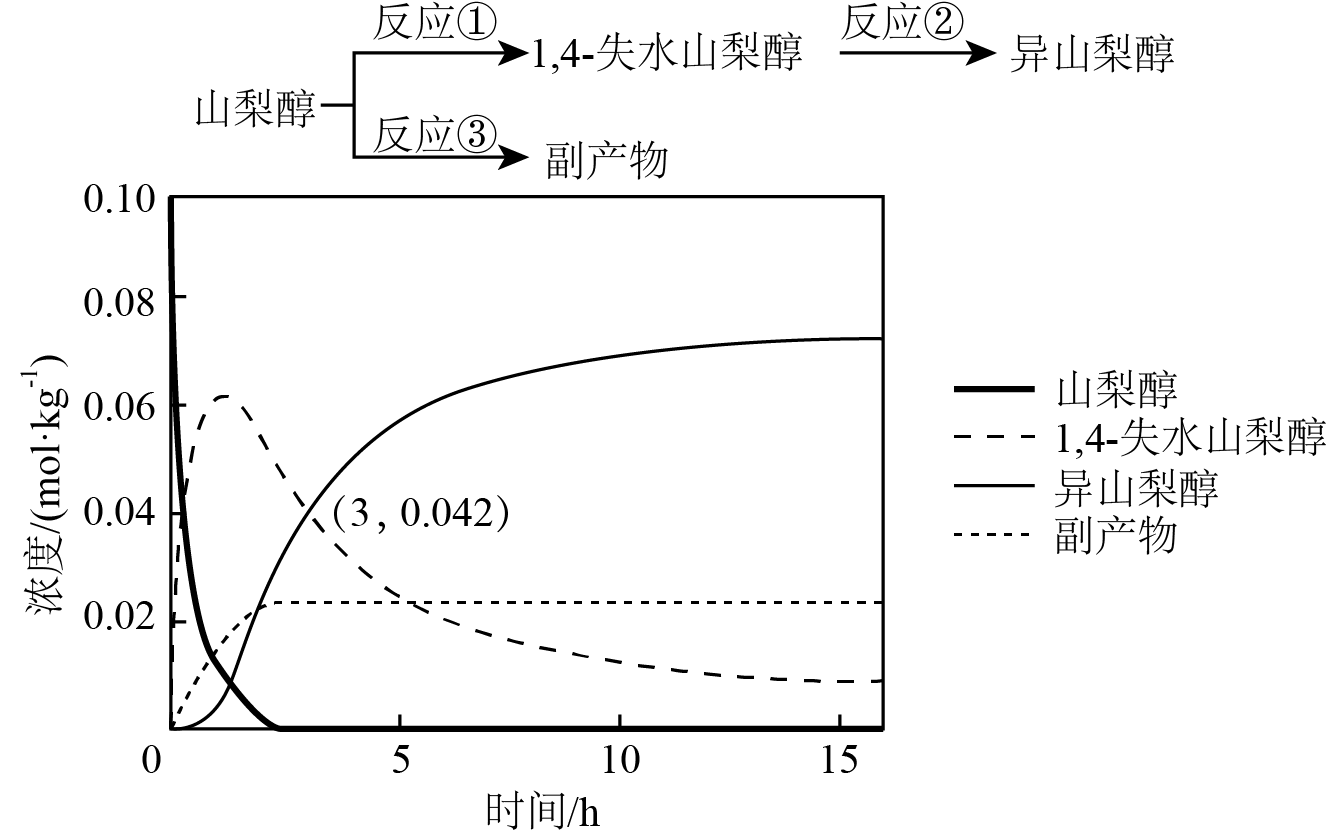 反应① 反应②
1,4-失水山梨醇 异山梨醇
山梨醇
反应③
副产物
0.10
0.08
0.06
0.04
0.02
浓度/(mol·kg⁻¹)
(3, 0.042)
0 5 10 15
时间/h
山梨醇
1,4-失水山梨醇
异山梨醇
副产物